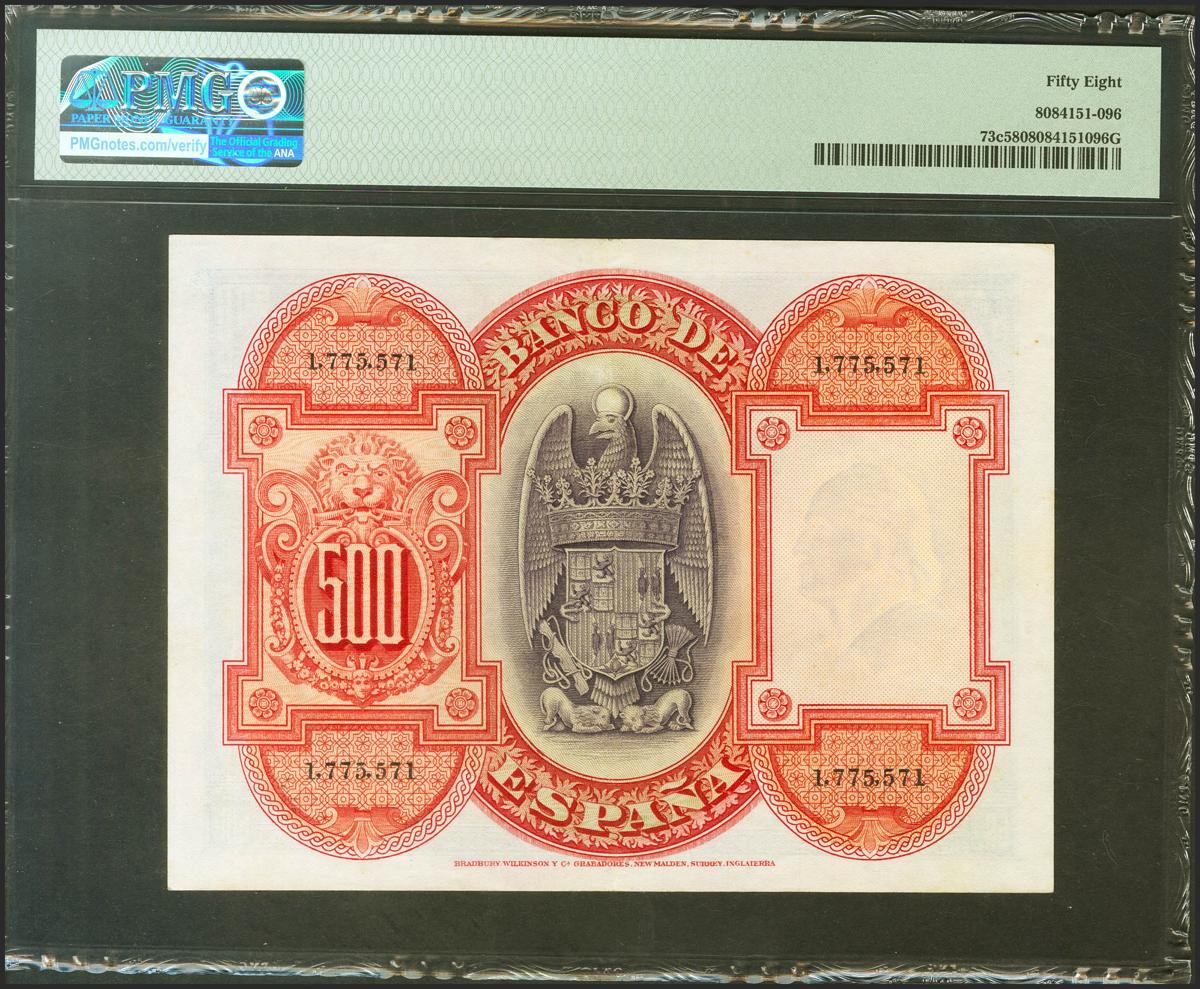 PMG
PAPER MONEY GUARANTY
PMGnotes.com/verify
The Official Grading
Service of the ANA
Fifty Eight
8084151-096
73c5808084151096G
BANCO DE
1.775.571
1.775.571
500
1.775.571
1.775.571
ESPAÑA
BRADBURY, WILKINSON Y Cª GRABADORES, NEW MALDEN, SURREY, INGLATERRA